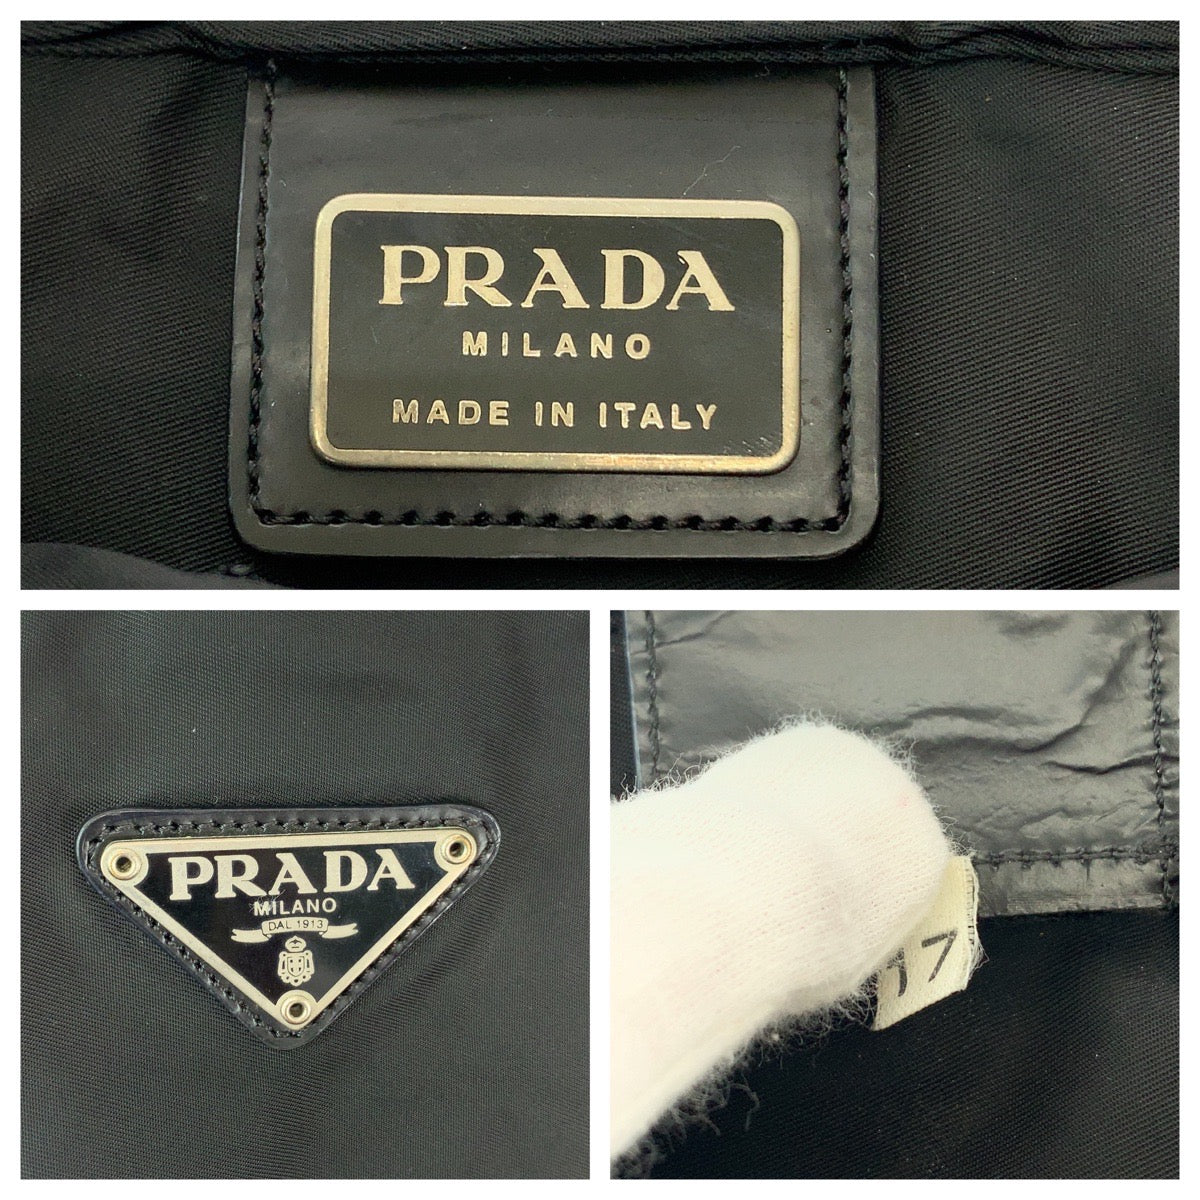 PRADA
MILANO
MADE IN ITALY
PRADA
MILANO
DAL 1913
17